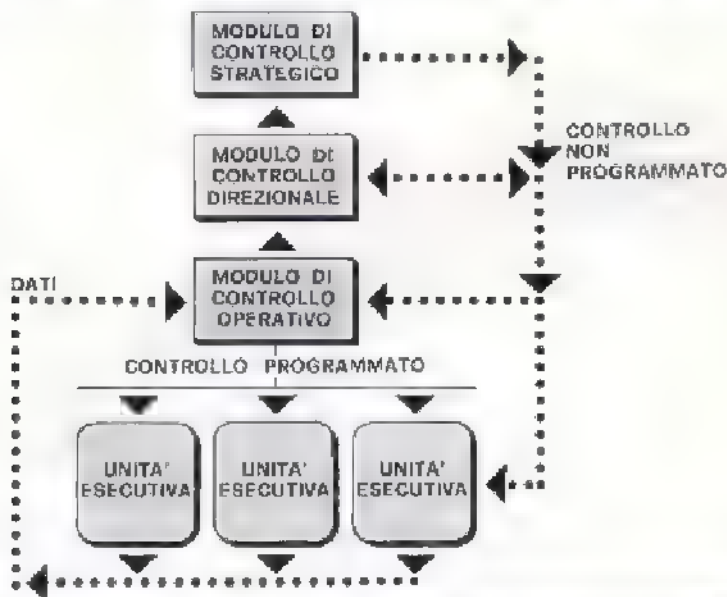 MODULO DI
CONTROLLO
STRATEGICO
CONTROLLO
NON
PROGRAMMATO
MODULO DI
CONTROLLO
DIREZIONALE
DATI
MODULO DI
CONTROLLO
OPERATIVO
CONTROLLO PROGRAMMATO
UNITA'
ESECUTIVA
UNITA'
ESECUTIVA
UNITA'
ESECUTIVA